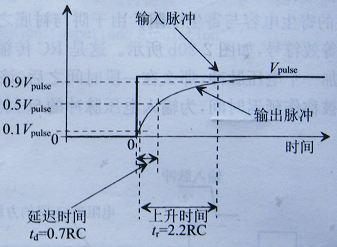 输入脉冲
Vpulse
0.9Vpulse
0.5Vpulse
输出脉冲
0.1Vpulse
0
0
时间
延迟时间
td=0.7RC
上升时间
tr=2.2RC